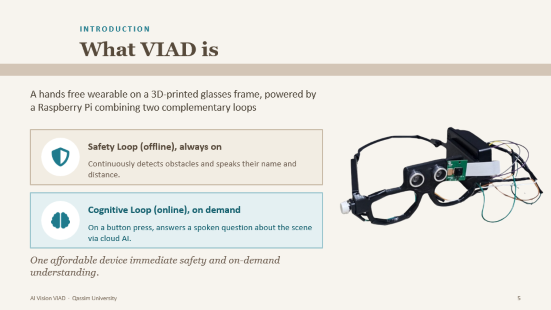 INTRODUCTION
What VIAD is
A hands free wearable on a 3D-printed glasses frame, powered by
a Raspberry Pi combining two complementary loops
Safety Loop (offline), always on
Continuously detects obstacles and speaks their name and
distance.
Cognitive Loop (online), on demand
On a button press, answers a spoken question about the scene
via cloud AI.
One affordable device immediate safety and on-demand
understanding.
AI Vision VIAD · Qassim University
5